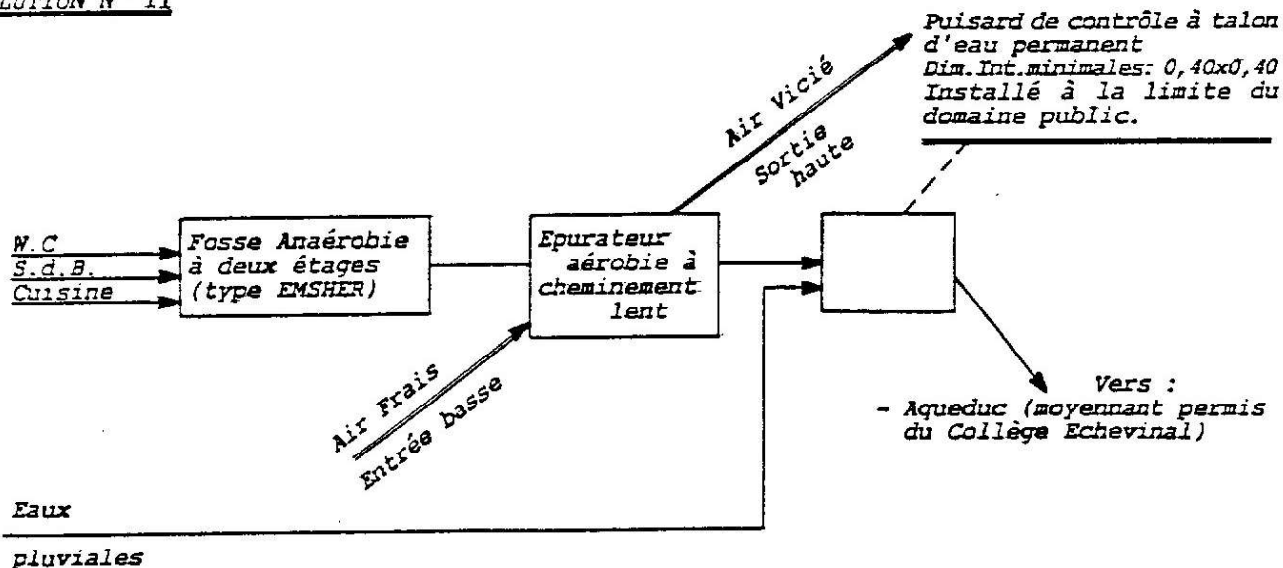 LUTION N° II
Puisard de contrôle à talon
d'eau permanent
Dim.Int.minimales: 0,40x0,40
Installé à la limite du
domaine public.
Air Vicié
Sortie
haute
W.C
S.d.B.
Cuisine
Fosse Anaérobie
à deux étages
(type EMSHER)
Epurateur
aérobie à
cheminement
lent
Air Frais
Entrée basse
Vers :
- Aqueduc (moyennant permis
du Collège Echevinal)
Eaux
pluviales